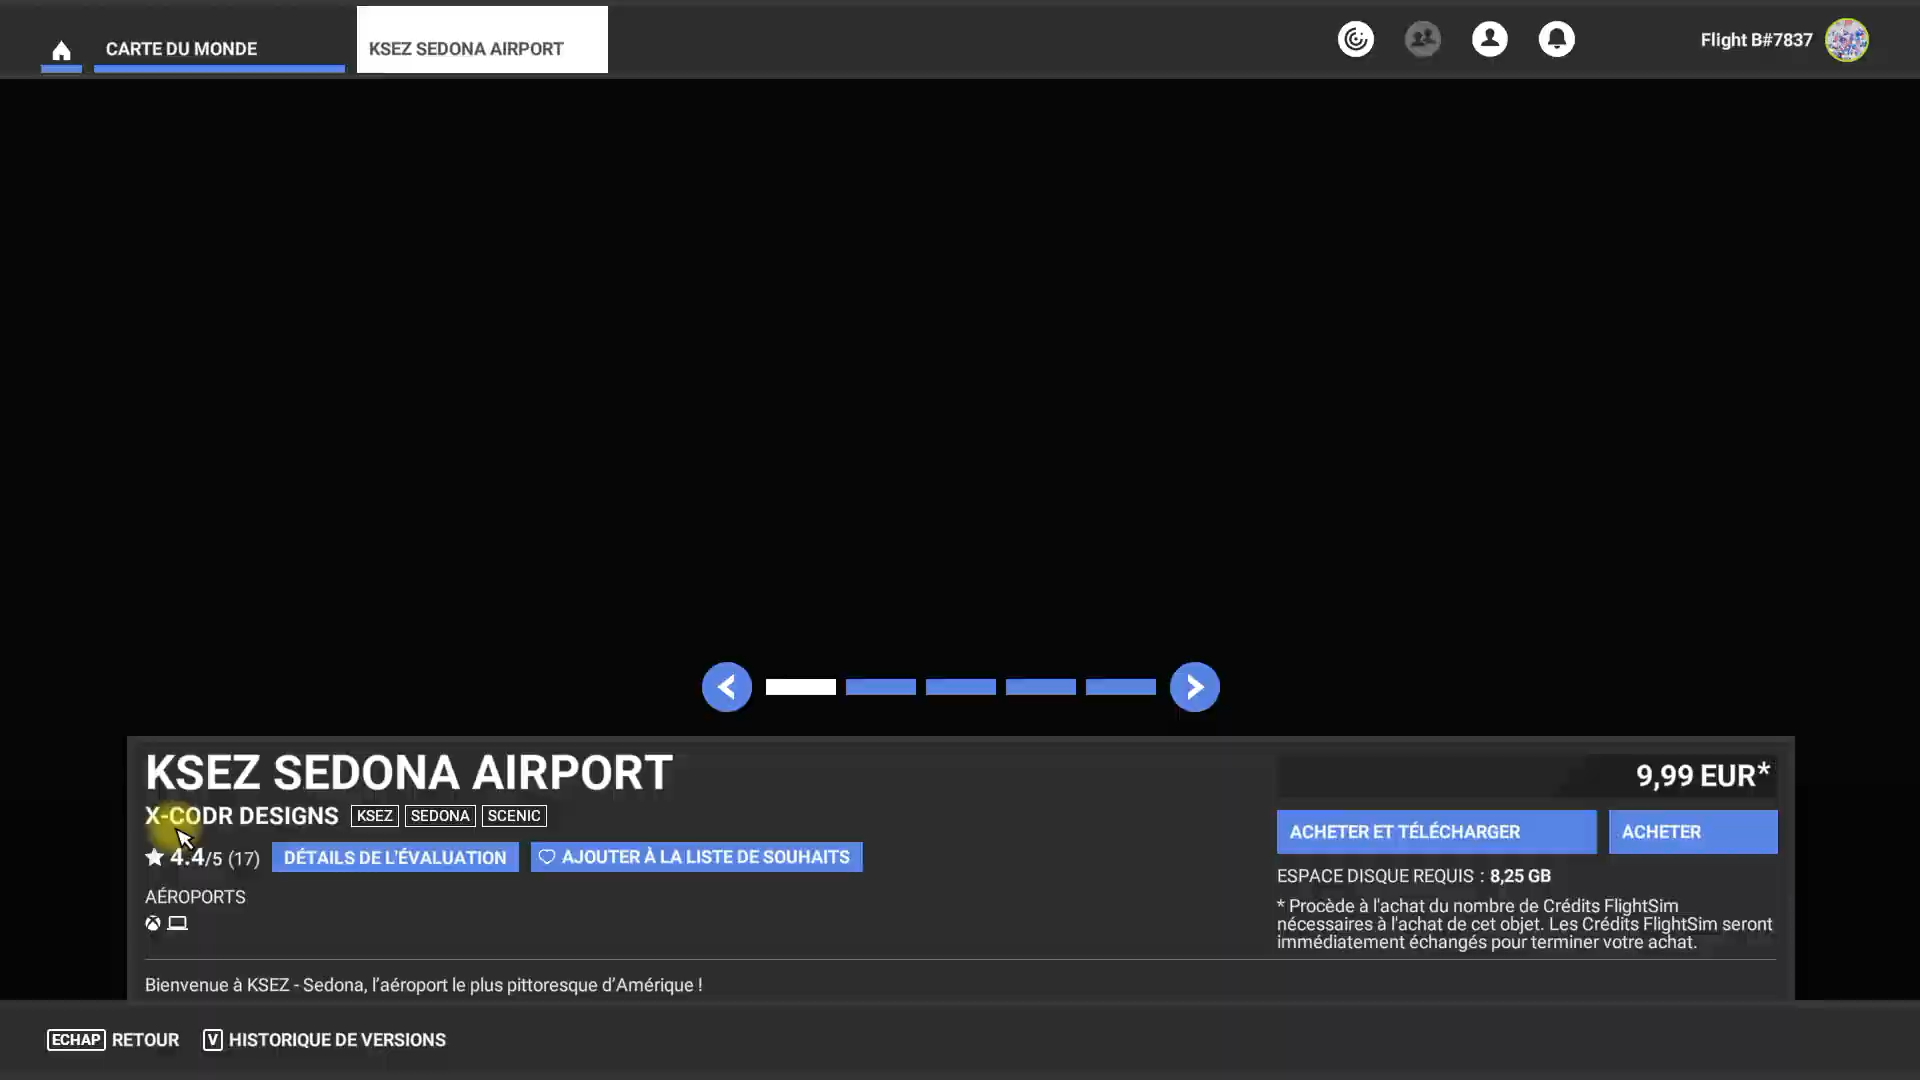 CARTE DU MONDE
KSEZ SEDONA AIRPORT
Flight B#7837
KSEZ SEDONA AIRPORT
X-CODR DESIGNS
KSEZ
SEDONA
SCENIC
4.4/5 (17)
DÉTAILS DE L'ÉVALUATION
AJOUTER À LA LISTE DE SOUHAITS
AÉROPORTS
9,99 EUR*
ACHETER ET TÉLÉCHARGER
ACHETER
ESPACE DISQUE REQUIS : 8,25 GB
* Procède à l'achat du nombre de Crédits FlightSim
nécessaires à l'achat de cet objet. Les Crédits FlightSim seront
immédiatement échangés pour terminer votre achat.
Bienvenue à KSEZ - Sedona, l’aéroport le plus pittoresque d’Amérique !
ECHAP RETOUR
V HISTORIQUE DE VERSIONS